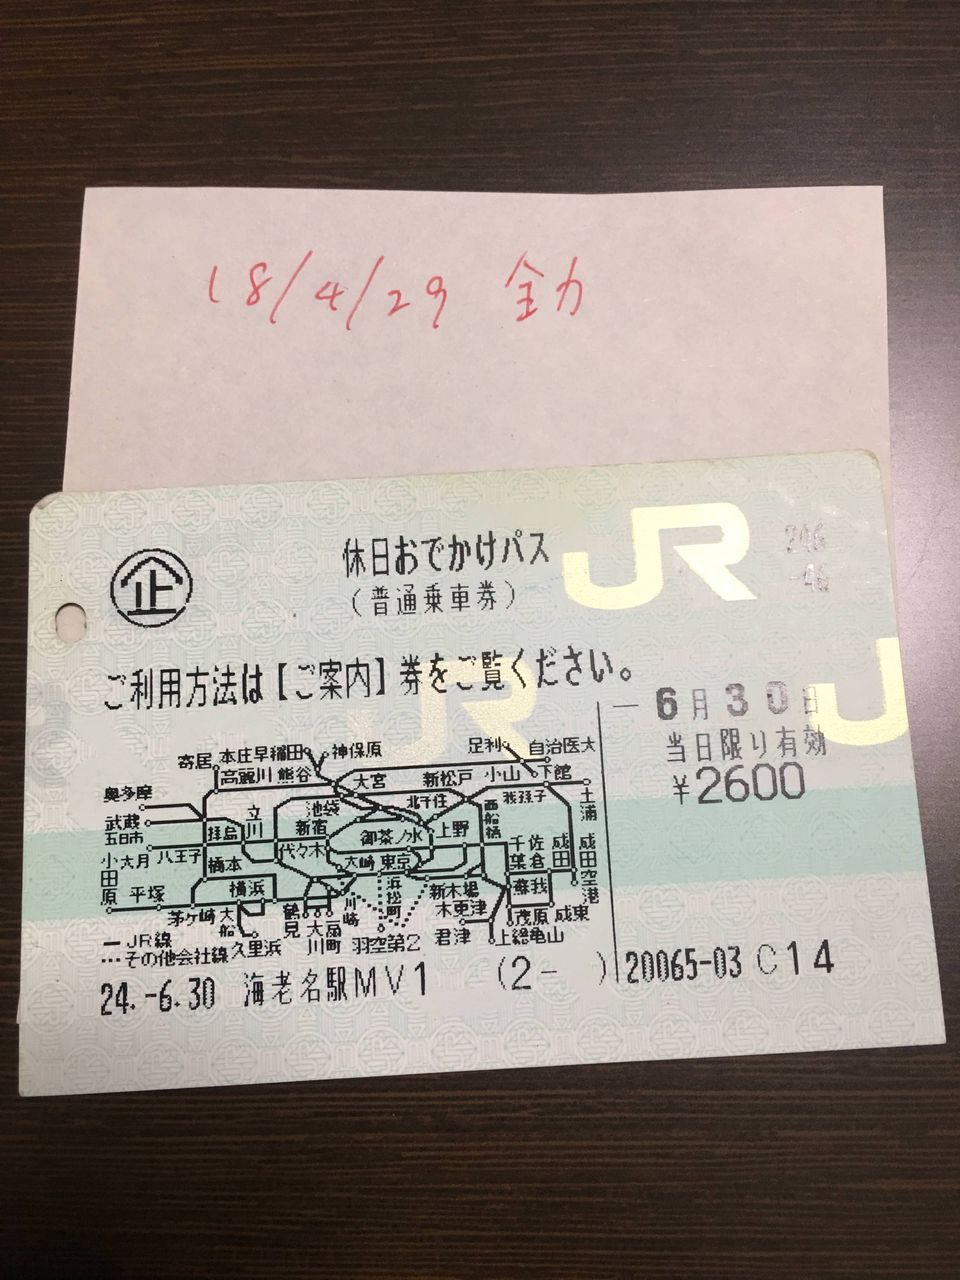 18/4/29 全力
休日おでかけパス
(普通乗車券)
JR
246
-46
企
ご利用方法は【ご案内】券をご覧ください。
JR
6月30日
当日限り有効
¥2600
寄居
本庄早稲田
神保原
足利
自治医大
高麗川
熊谷
大宮
新松戸
小山
下館
奥多摩
立川
池袋
北千住
我孫子
土浦
武蔵五日市
拝島
新宿
御茶ノ水
上野
西船橋
小田原
大月
八王子
橋本
代々木
大崎
東京
千葉
佐倉
成田
成田空港
平塚
横浜
川崎
浜松町
新木場
蘇我
茅ヶ崎
大船
鶴見
大川
扇町
木更津
茂原
成東
久里浜
羽空第2
君津
上総亀山
JR線
その他会社線
24.-6.30 海老名駅MV1 (2- ) 20065-03 C14